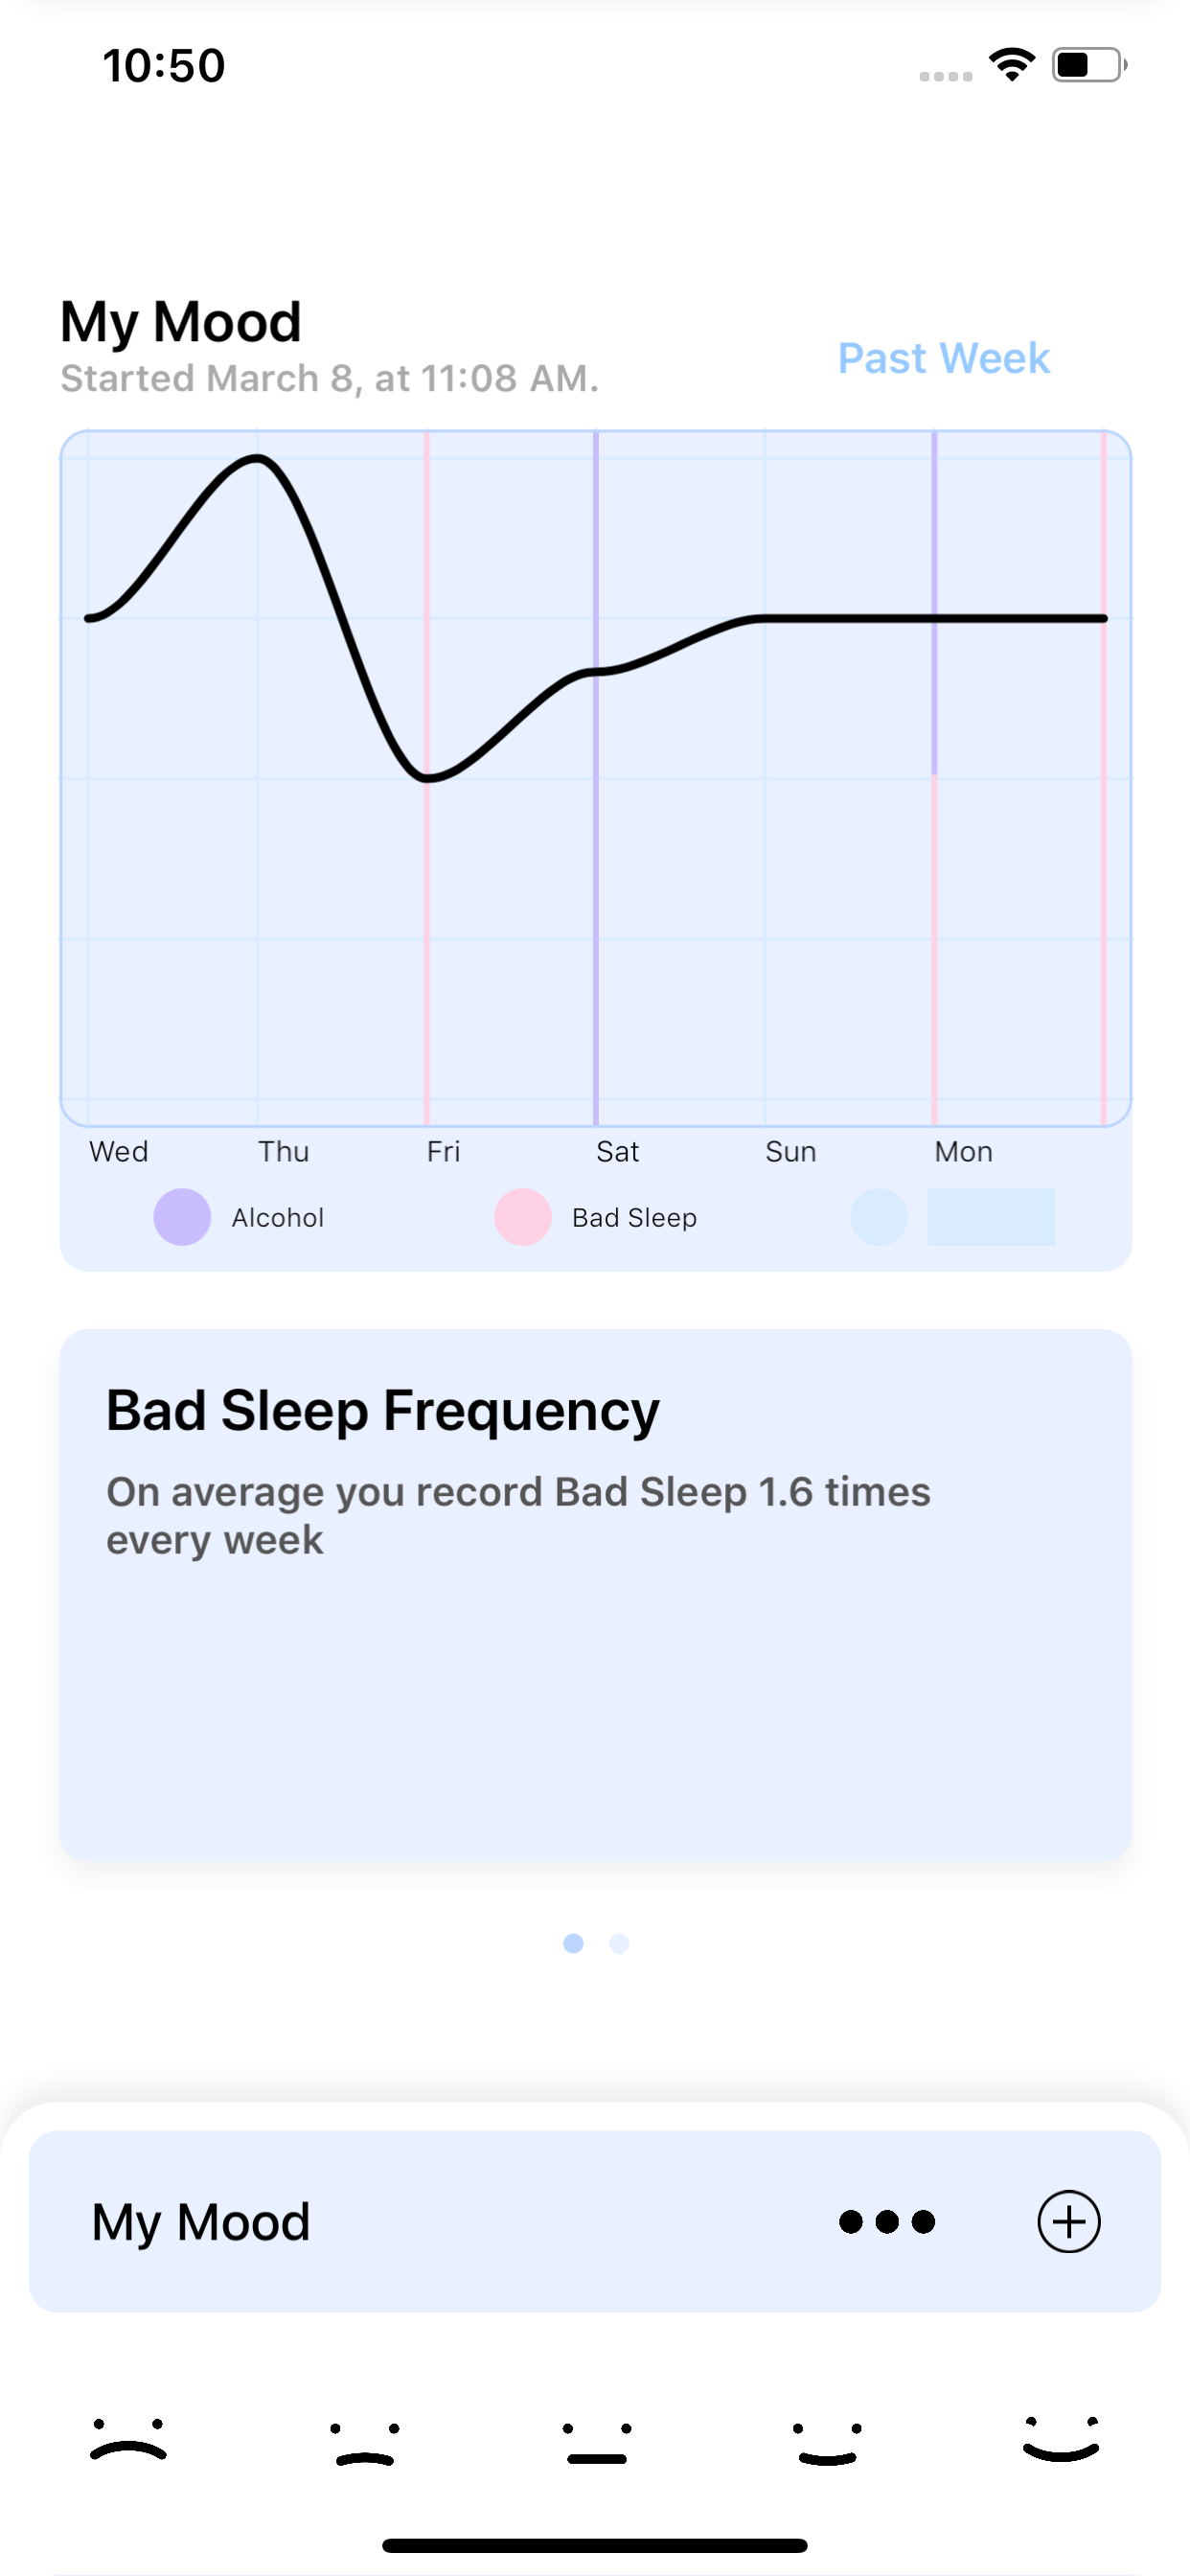 10:50
My Mood
Started March 8, at 11:08 AM.
Past Week
Wed Thu Fri Sat Sun Mon
Alcohol Bad Sleep
Bad Sleep Frequency
On average you record Bad Sleep 1.6 times
every week
My Mood